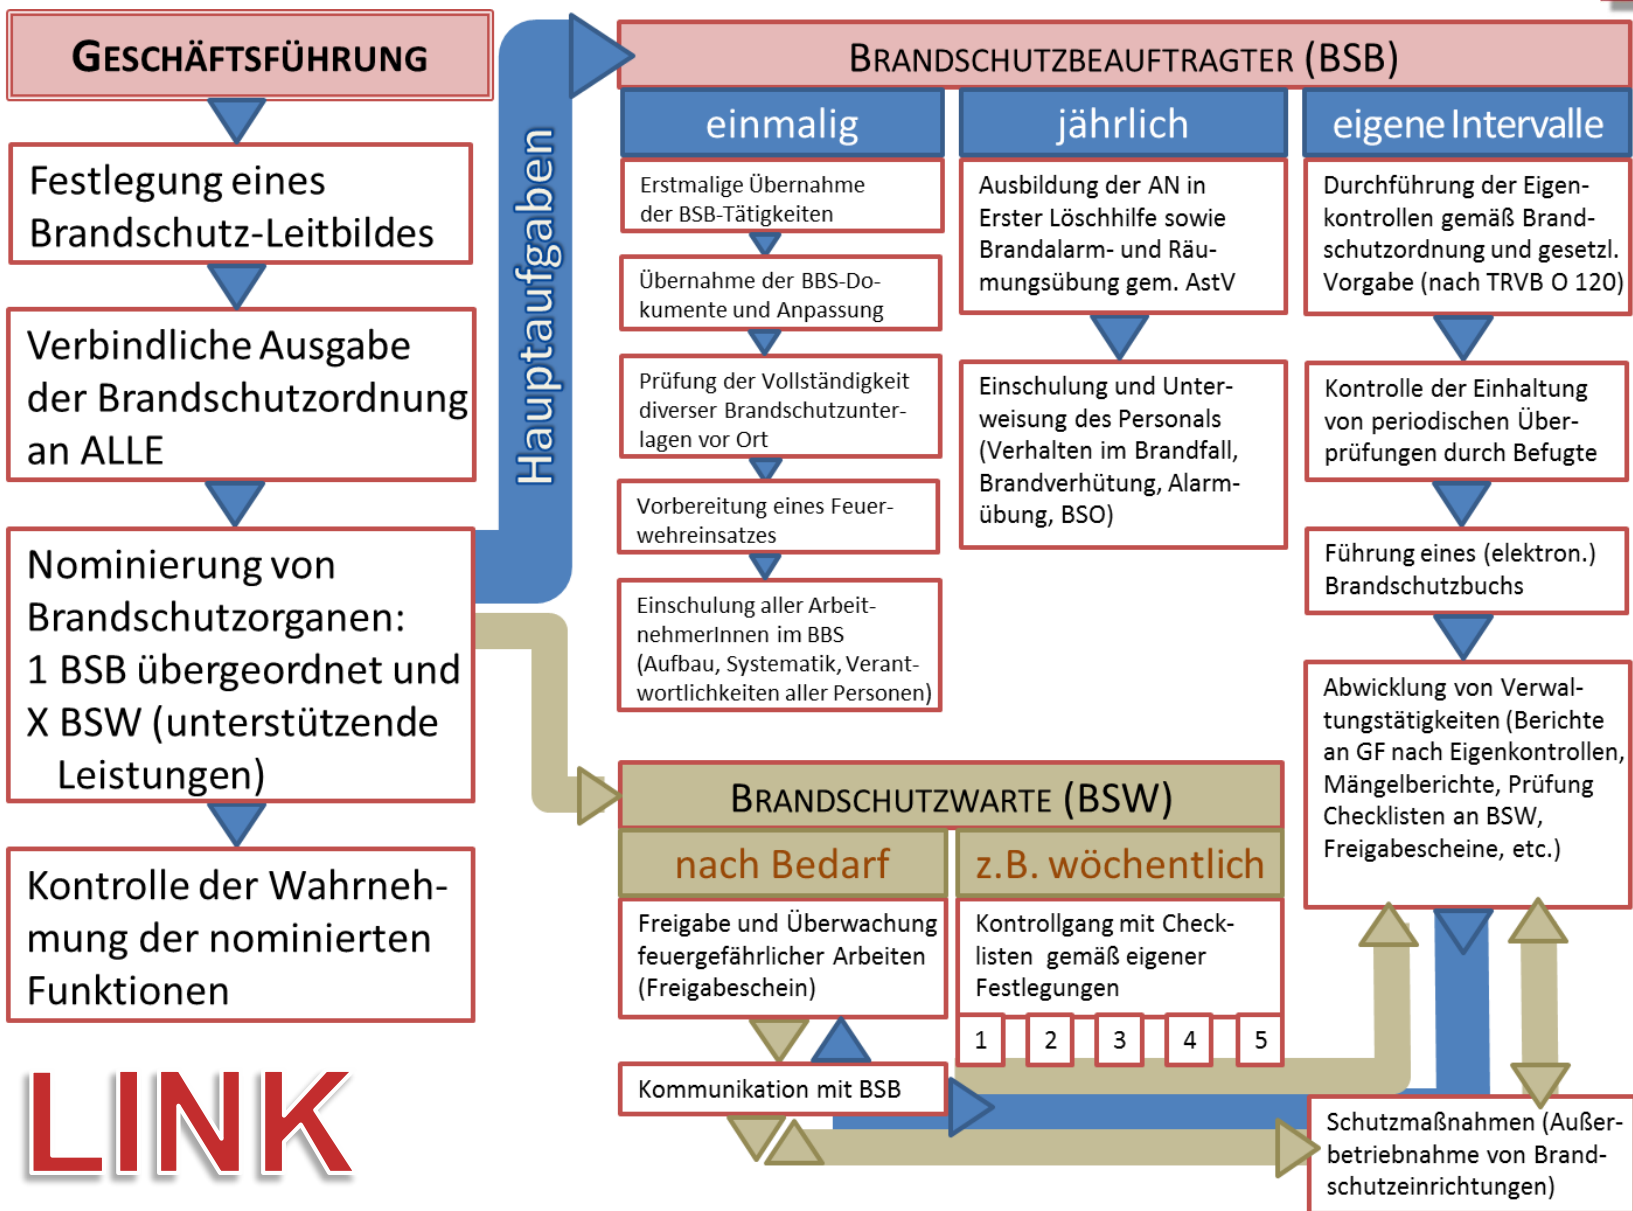 GESCHÄFTSFÜHRUNG
Festlegung eines
Brandschutz-Leitbildes
Verbindliche Ausgabe
der Brandschutzordnung
an ALLE
Nominierung von
Brandschutzorganen:
1 BSB übergeordnet und
X BSW (unterstützende
Leistungen)
Kontrolle der Wahrneh-
mung der nominierten
Funktionen
LINK
Hauptaufgaben
BRANDSCHUTZBEAUFTRAGTER (BSB)
einmalig
Erstmalige Übernahme
der BSB-Tätigkeiten
Übernahme der BBS-Do-
kumente und Anpassung
Prüfung der Vollständigkeit
diverser Brandschutzunter-
lagen vor Ort
Vorbereitung eines Feuer-
wehreinsatzes
Einschulung aller Arbeit-
nehmerInnen im BBS
(Aufbau, Systematik, Verant-
wortlichkeiten aller Personen)
jährlich
Ausbildung der AN in
Erster Löschhilfe sowie
Brandalarm- und Räu-
mungsübung gem. AstV
Einschulung und Unter-
weisung des Personals
(Verhalten im Brandfall,
Brandverhütung, Alarm-
übung, BSO)
eigene Intervalle
Durchführung der Eigen-
kontrollen gemäß Brand-
schutzordnung und gesetzl.
Vorgabe (nach TRVB O 120)
Kontrolle der Einhaltung
von periodischen Über-
prüfungen durch Befugte
Führung eines (elektron.)
Brandschutzbuchs
Abwicklung von Verwal-
tungstätigkeiten (Berichte
an GF nach Eigenkontrollen,
Mängelberichte, Prüfung
Checklisten an BSW,
Freigabescheine, etc.)
BRANDSCHUTZWARTE (BSW)
nach Bedarf
Freigabe und Überwachung
feuergefährlicher Arbeiten
(Freigabeschein)
Kommunikation mit BSB
z.B. wöchentlich
Kontrollgang mit Check-
listen gemäß eigener
Festlegungen
1 2 3 4 5
Schutzmaßnahmen (Außer-
betriebnahme von Brand-
schutzeinrichtungen)